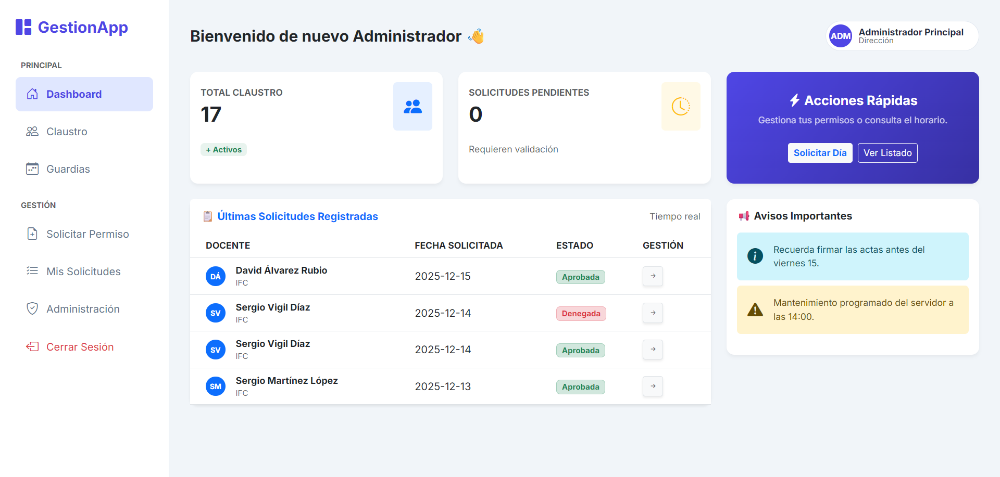 GestionApp
PRINCIPAL
Dashboard
Claustro
Guardias
GESTIÓN
Solicitar Permiso
Mis Solicitudes
Administración
Cerrar Sesión
Bienvenido de nuevo Administrador 👋
ADM
Administrador Principal
Dirección
TOTAL CLAUSTRO
17
+ Activos
SOLICITUDES PENDIENTES
0
Requieren validación
Acciones Rápidas
Gestiona tus permisos o consulta el horario.
Solicitar Día
Ver Listado
Últimas Solicitudes Registradas
Tiempo real
DOCENTE FECHA SOLICITADA ESTADO GESTIÓN
DÁ David Álvarez Rubio 2025-12-15 Aprobada →
IFC
SV Sergio Vigil Díaz 2025-12-14 Denegada →
IFC
SV Sergio Vigil Díaz 2025-12-14 Aprobada →
IFC
SM Sergio Martínez López 2025-12-13 Aprobada →
IFC
Avisos Importantes
Recuerda firmar las actas antes del
viernes 15.
Mantenimiento programado del servidor a
las 14:00.